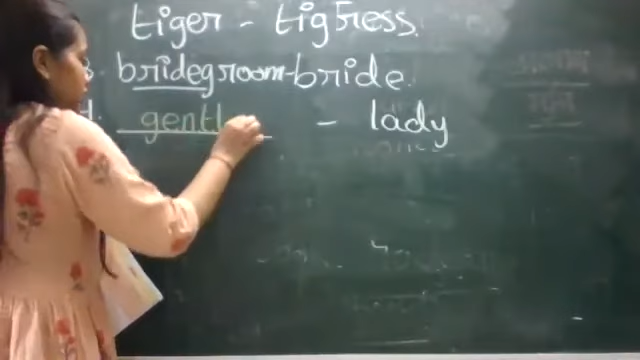 tiger - tigress.
bridegroom - bride.
gentl - lady